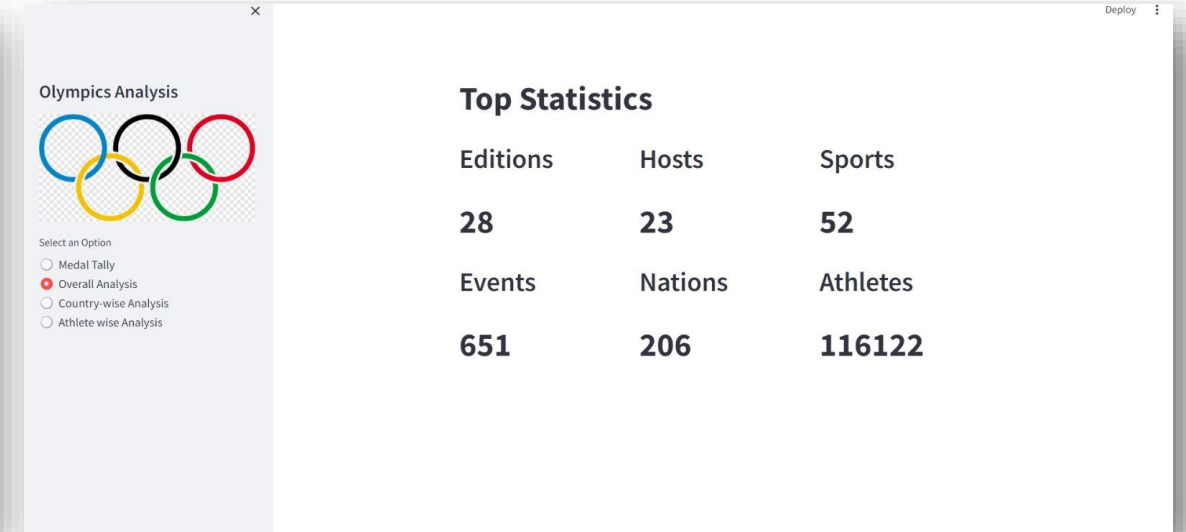 Deploy
Olympics Analysis
Select an Option
Medal Tally
Overall Analysis
Country-wise Analysis
Athlete wise Analysis
Top Statistics
Editions Hosts Sports
28 23 52
Events Nations Athletes
651 206 116122